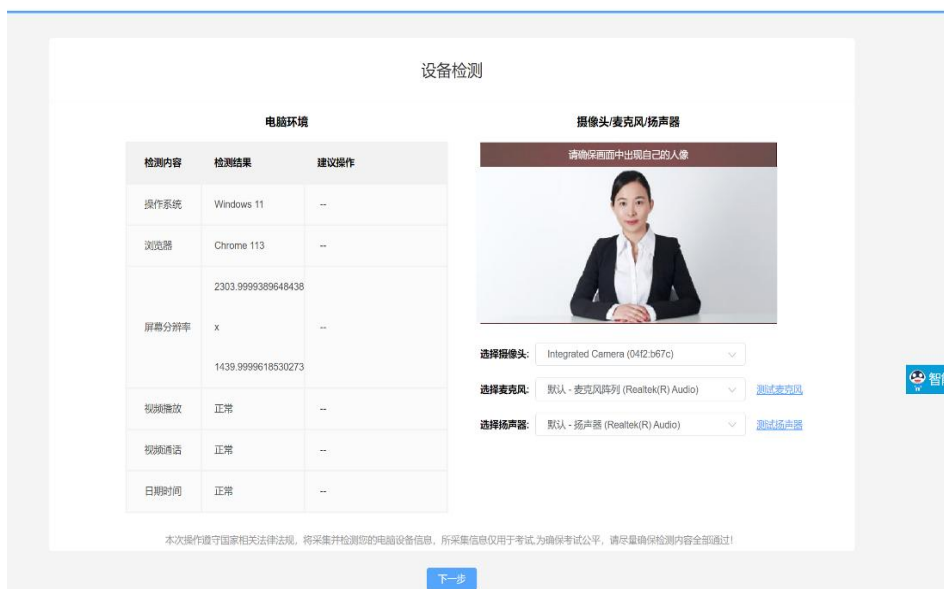 设备检测
电脑环境
检测内容 检测结果 建议操作
操作系统 Windows 11 --
浏览器 Chrome 113 --
屏幕分辨率 2303.9999389648438 x 1439.9999618530273 --
视频播放 正常 --
视频通话 正常 --
日期时间 正常 --
摄像头/麦克风/扬声器
请确保画面中出现自己的人像
选择摄像头: Integrated Camera (04f2:b67c)
选择麦克风: 默认 - 麦克风阵列 (Realtek(R) Audio) 测试麦克风
选择扬声器: 默认 - 扬声器 (Realtek(R) Audio) 测试扬声器
本次操作遵守国家相关法律法规，将采集并检测您的电脑设备信息，所采集信息仅用于考试,为确保考试公平，请尽量确保检测内容全部通过!
下一步
智